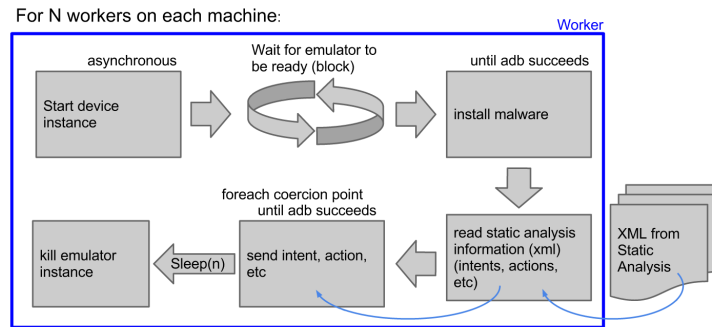 For N workers on each machine:
Worker
asynchronous
Wait for emulator to
be ready (block)
until adb succeeds
Start device
instance
install malware
foreach coercion point
until adb succeeds
kill emulator
instance
Sleep(n)
send intent, action,
etc
read static analysis
information (xml)
(intents, actions,
etc)
XML from
Static
Analysis